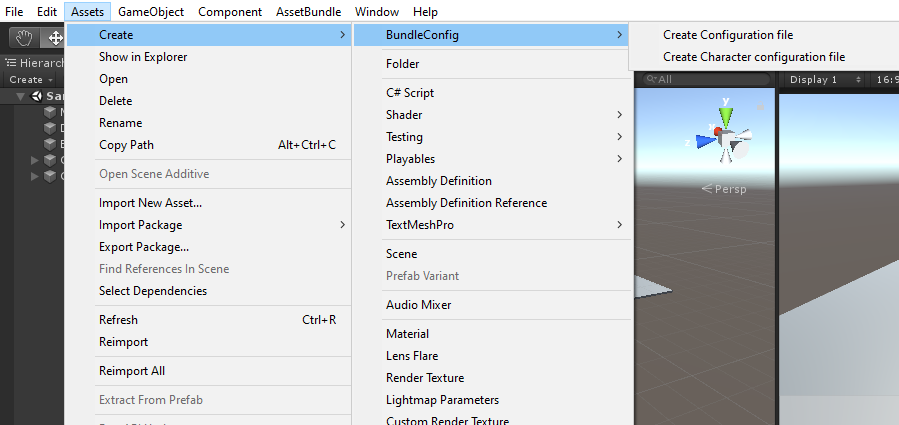 File Edit Assets GameObject Component AssetBundle Window Help
Create
Show in Explorer
Open
Delete
Rename
Copy Path Alt+Ctrl+C
Open Scene Additive
Import New Asset...
Import Package
Export Package...
Find References In Scene
Select Dependencies
Refresh Ctrl+R
Reimport
Reimport All
Extract From Prefab
BundleConfig
Folder
C# Script
Shader
Testing
Playables
Assembly Definition
Assembly Definition Reference
TextMeshPro
Scene
Prefab Variant
Audio Mixer
Material
Lens Flare
Render Texture
Lightmap Parameters
Custom Render Texture
Create Configuration file
Create Character configuration file
Hierarch
Create
All
Display 1 16:9
y
z
Persp